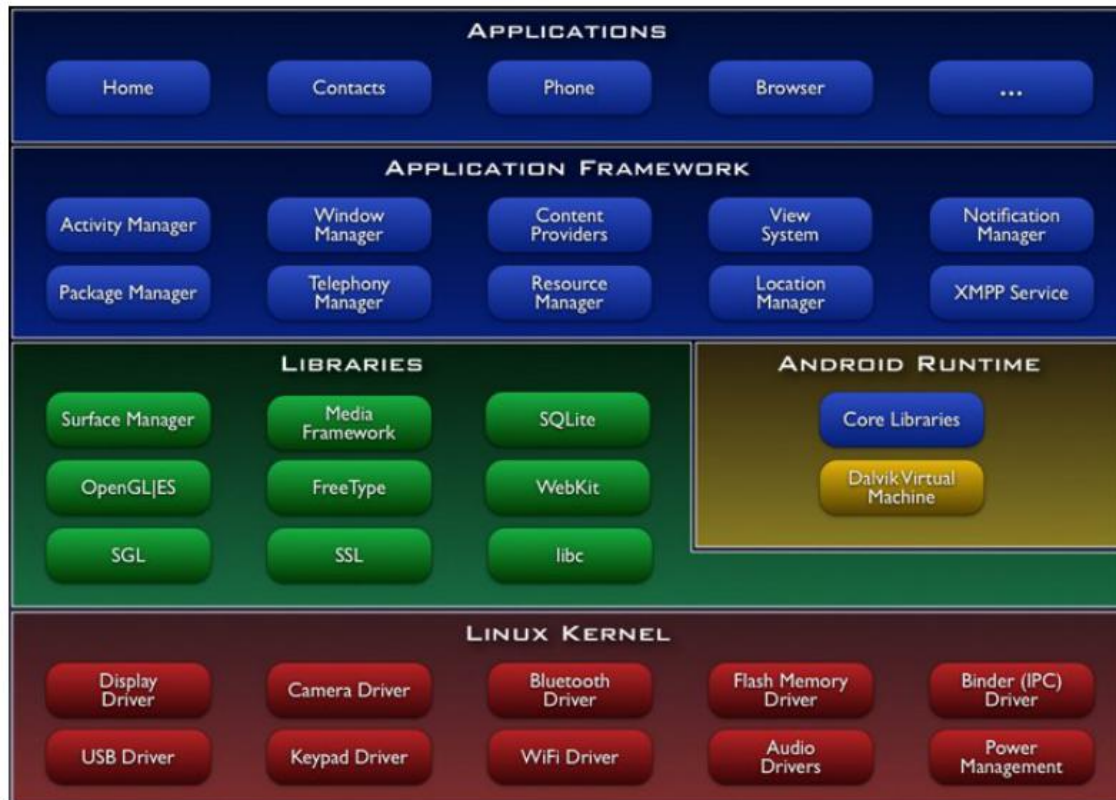 APPLICATIONS
Home Contacts Phone Browser ...
APPLICATION FRAMEWORK
Activity Manager
Window
Manager
Content
Providers
View
System
Notification
Manager
Package Manager
Telephony
Manager
Resource
Manager
Location
Manager
XMPP Service
LIBRARIES
Surface Manager
Media
Framework
SQLite
OpenGL|ES
FreeType
WebKit
SGL
SSL
libc
ANDROID RUNTIME
Core Libraries
Dalvik Virtual
Machine
LINUX KERNEL
Display
Driver
Camera Driver
Bluetooth
Driver
Flash Memory
Driver
Binder (IPC)
Driver
USB Driver
Keypad Driver
WiFi Driver
Audio
Drivers
Power
Management